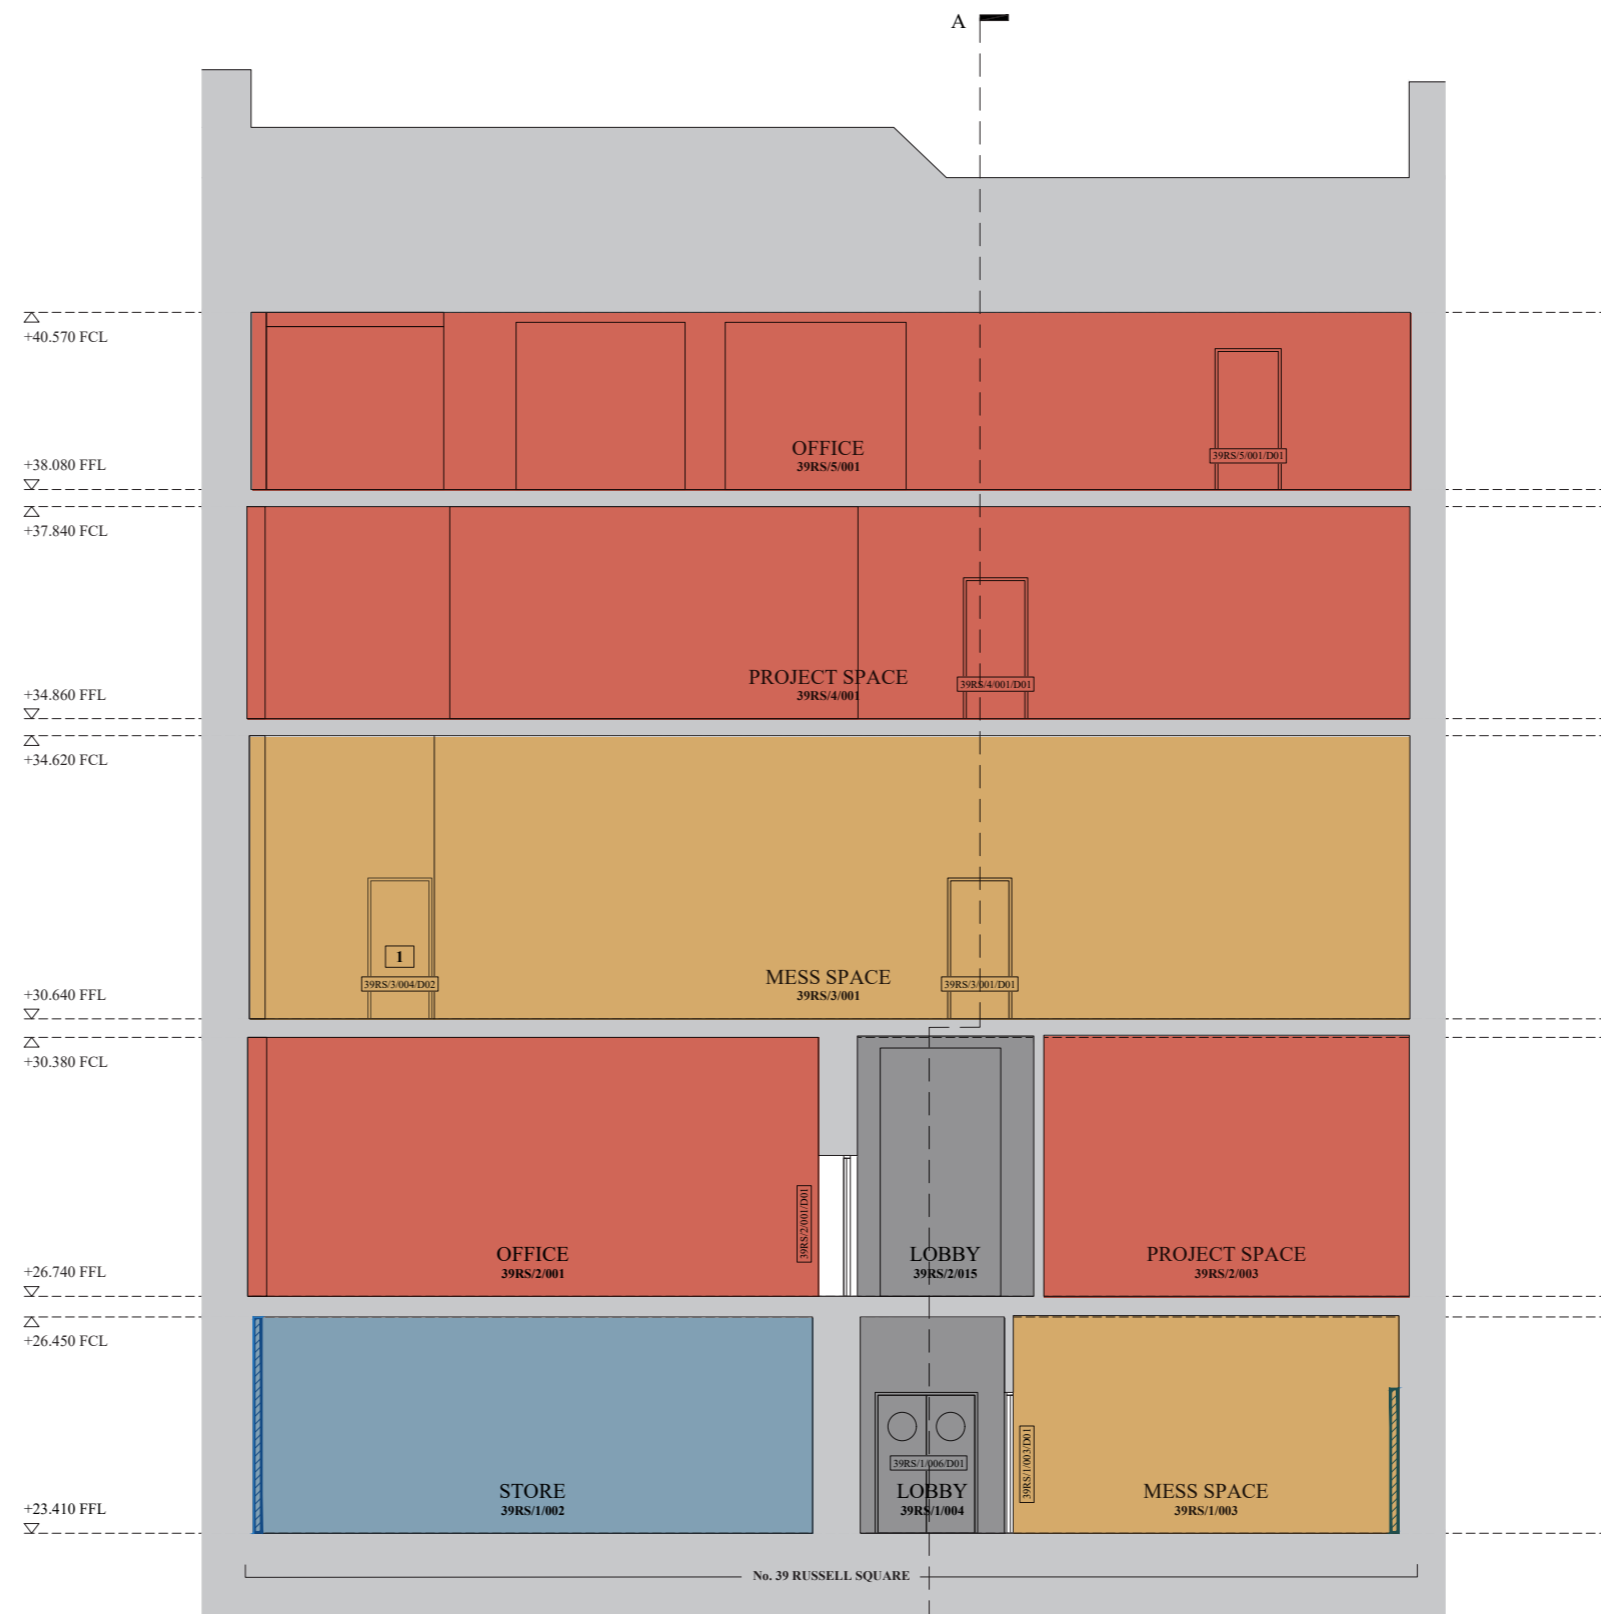 A
+40.570 FCL
OFFICE
39RS/5/001
39RS/5/001/D01
+38.080 FFL
+37.840 FCL
PROJECT SPACE
39RS/4/001
39RS/4/001/D01
+34.860 FFL
+34.620 FCL
1
39RS/3/004/D02
MESS SPACE
39RS/3/001
39RS/3/001/D01
+30.640 FFL
+30.380 FCL
39RS/2/001/D01
OFFICE
39RS/2/001
LOBBY
39RS/2/015
PROJECT SPACE
39RS/2/003
+26.740 FFL
+26.450 FCL
39RS/1/006/D01
39RS/1/003/D01
STORE
39RS/1/002
LOBBY
39RS/1/004
MESS SPACE
39RS/1/003
+23.410 FFL
No. 39 RUSSELL SQUARE